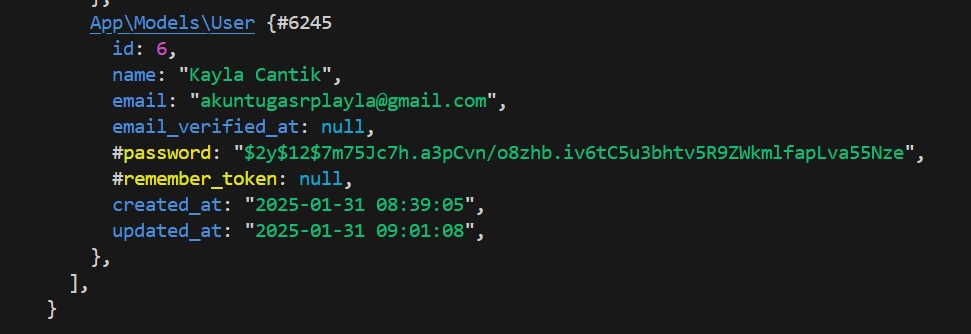 },
App\Models\User {#6245
id: 6,
name: "Kayla Cantik",
email: "akuntugasrplayla@gmail.com",
email_verified_at: null,
#password: "$2y$12$7m75Jc7h.a3pCvn/o8zhb.iv6tC5u3bhtv5R9ZWkmlfapLva55Nze",
#remember_token: null,
created_at: "2025-01-31 08:39:05",
updated_at: "2025-01-31 09:01:08",
},
],
}